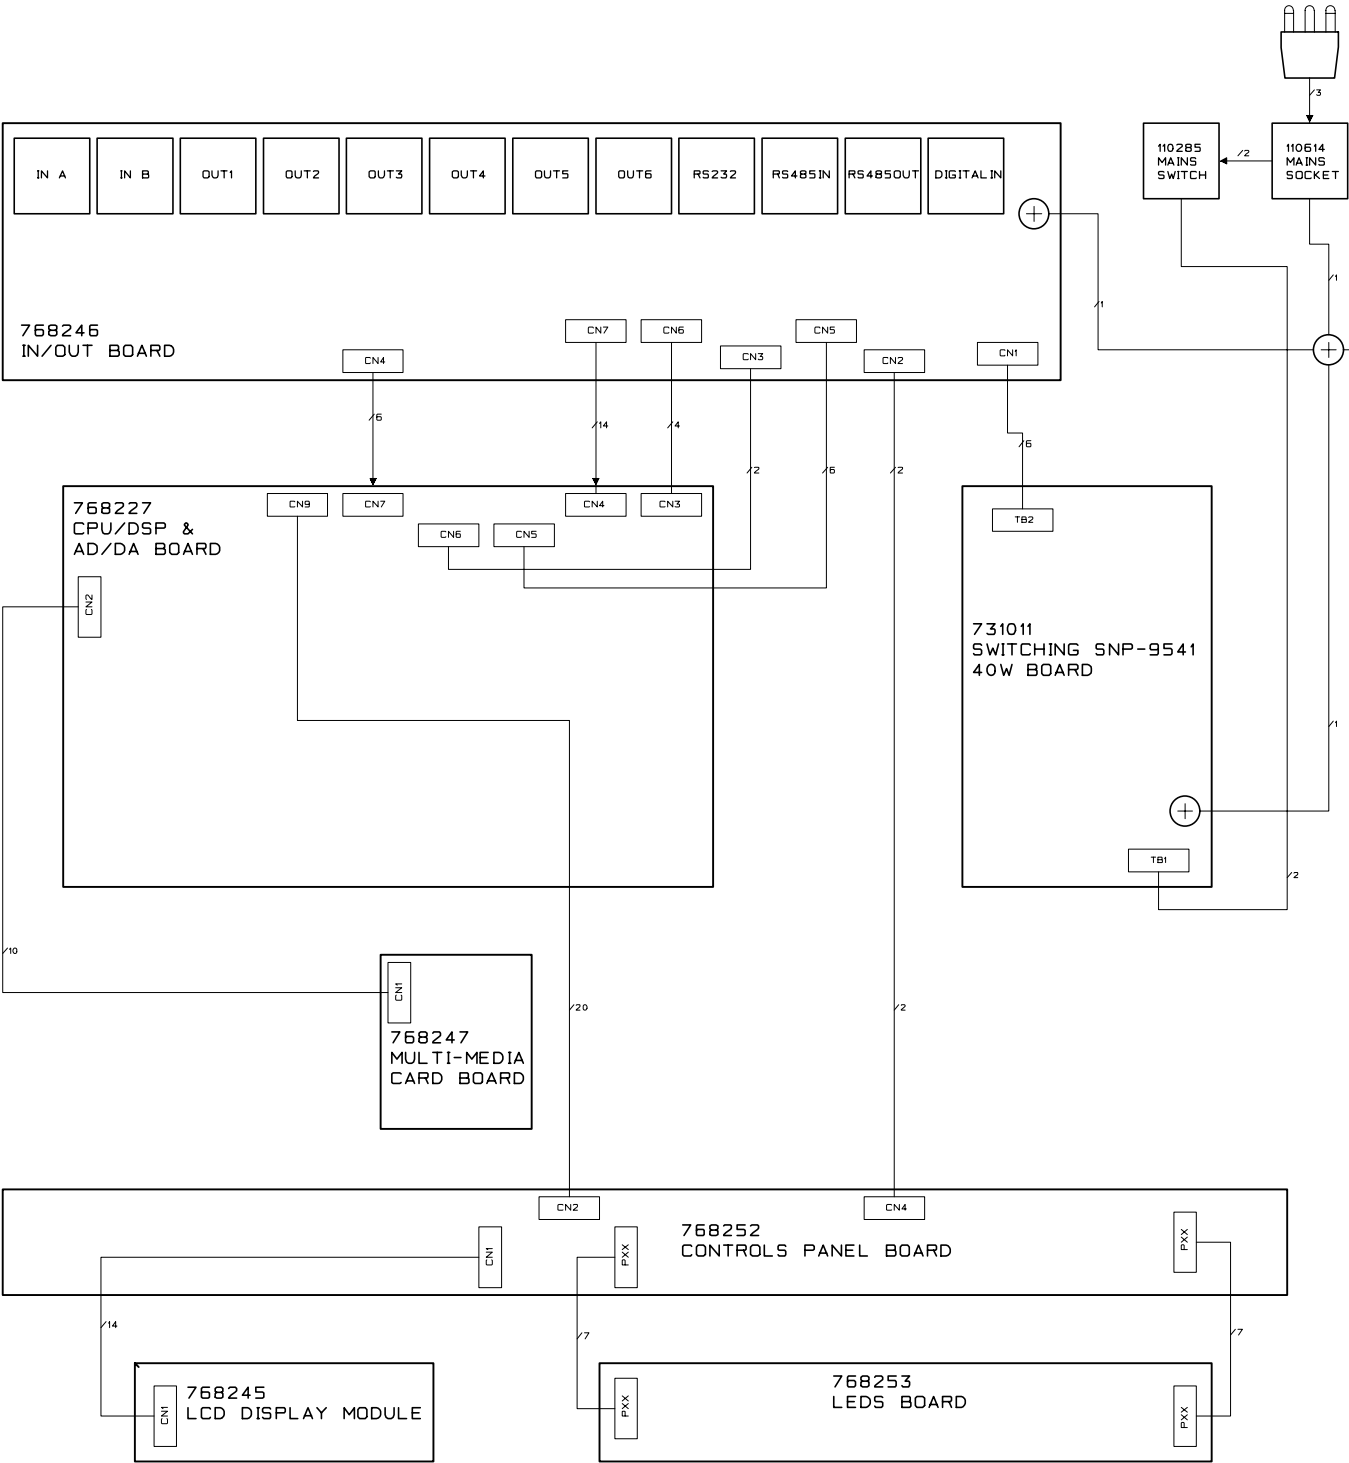 /3
IN A
IN B
OUT1
OUT2
OUT3
OUT4
OUT5
OUT6
RS232
RS485IN
RS485OUT
DIGITALIN
110285
MAINS
SWITCH
/2
110614
MAINS
SOCKET
/1
/1
768246
IN/OUT BOARD
CN4
CN7
CN6
CN3
CN5
CN2
CN1
/6
/14
/4
/2
/6
/2
/6
768227
CPU/DSP &
AD/DA BOARD
CN9
CN7
CN6
CN5
CN4
CN3
CN2
TB2
731011
SWITCHING SNP-9541
40W BOARD
/1
TB1
/2
/10
CN1
768247
MULTI-MEDIA
CARD BOARD
/20
/2
CN2
CN4
CN1
PXX
768252
CONTROLS PANEL BOARD
PXX
/14
/7
/7
CN1
768245
LCD DISPLAY MODULE
PXX
768253
LEDS BOARD
PXX